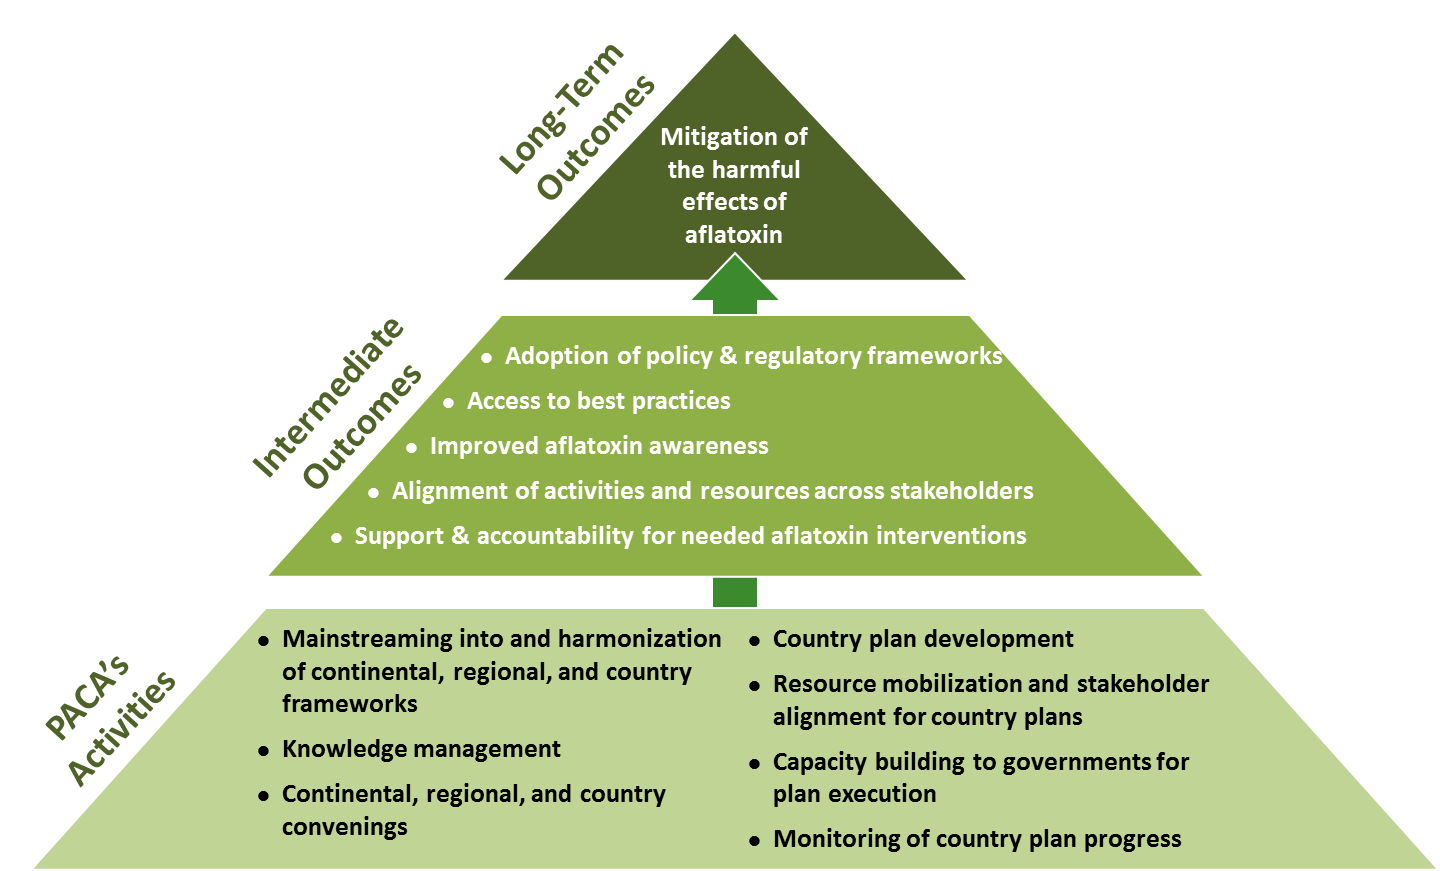 Long-Term
Outcomes
Mitigation of
the harmful
effects of
aflatoxin
Intermediate
Outcomes
● Adoption of policy & regulatory frameworks
● Access to best practices
● Improved aflatoxin awareness
● Alignment of activities and resources across stakeholders
● Support & accountability for needed aflatoxin interventions
PACA’s
Activities
● Mainstreaming into and harmonization
of continental, regional, and country
frameworks
● Knowledge management
● Continental, regional, and country
convenings
● Country plan development
● Resource mobilization and stakeholder
alignment for country plans
● Capacity building to governments for
plan execution
● Monitoring of country plan progress